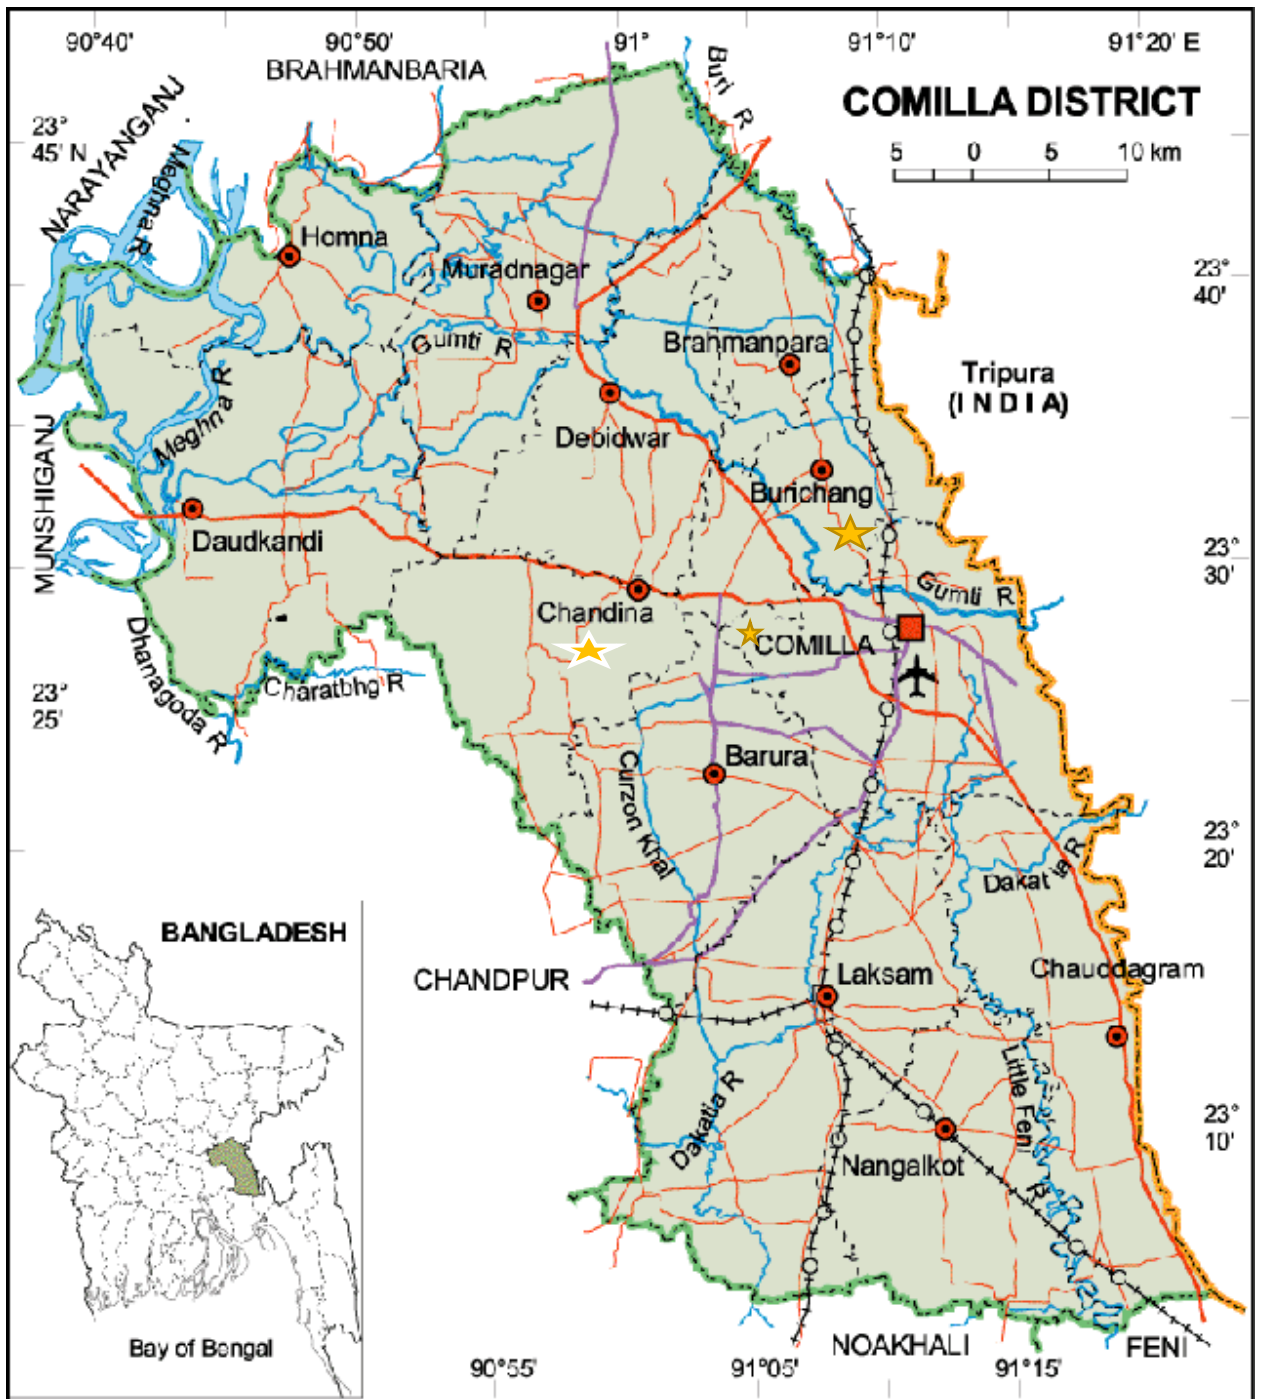 90°40' 90°50' 91° 91°10' 91°20' E
BRAHMANBARIA
Buri R
COMILLA DISTRICT
5 0 5 10 km
23°
45' N
NARAYANGANJ
Meghna R
Homna
Muradnagar
23°
40'
Gumti R
Brahmanpara
Tripura
(INDIA)
Meghna R
MUNSHIGANJ
Debidwar
Burichang
Daudkandi
23°
30'
Gumti R
Chandina
COMILLA
Dhanagoda R
Charatbhg R
23°
25'
Curzon Khal
Barura
23°
20'
Dakatia R
BANGLADESH
CHANDPUR
Laksam
Chauddagram
Little Feni R
Dakatia R
23°
10'
Nangalkot
Bay of Bengal
NOAKHALI
FENI
90°55' 91°05' 91°15'